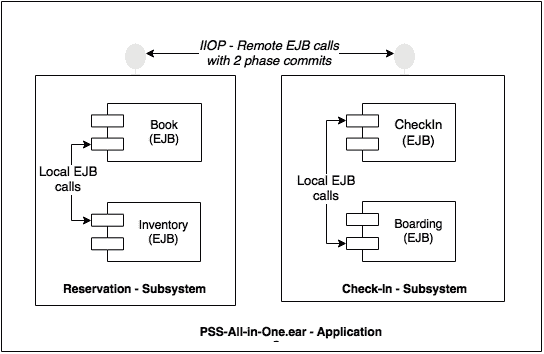 IIOP - Remote EJB calls
with 2 phase commits
Book
(EJB)
Local EJB
calls
Inventory
(EJB)
Reservation - Subsystem
CheckIn
(EJB)
Local EJB
calls
Boarding
(EJB)
Check-In - Subsystem
PSS-All-in-One.ear - Application